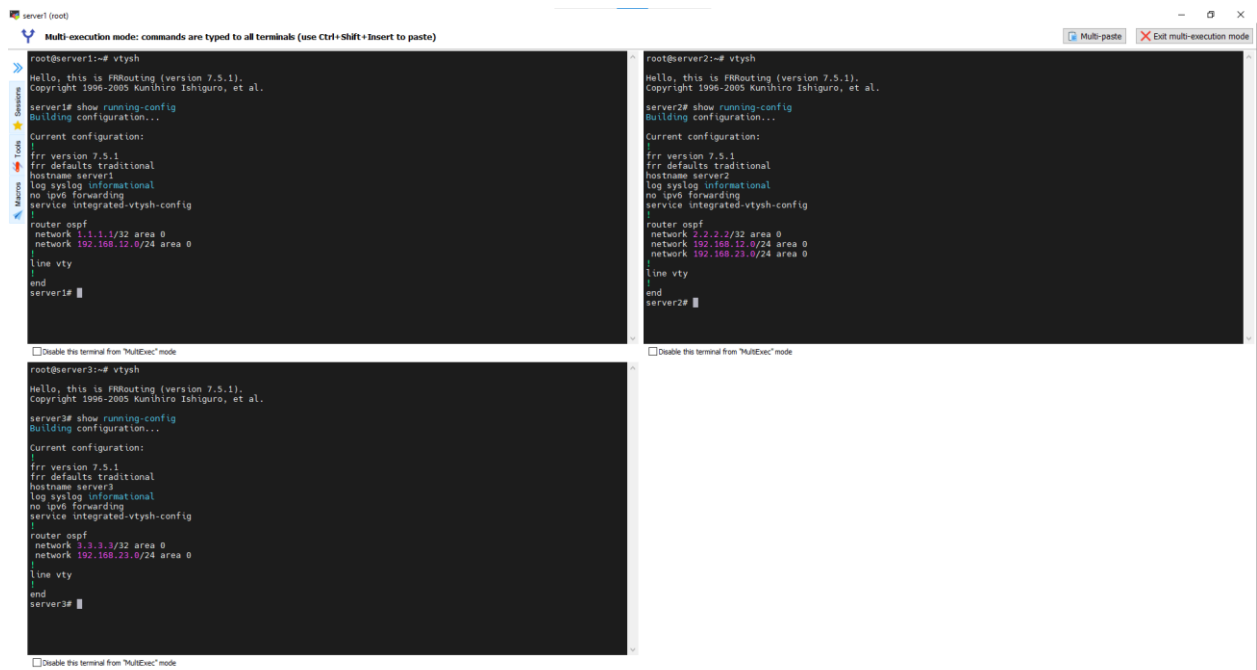 server1 (root)
Multi-execution mode: commands are typed to all terminals (use Ctrl+Shift+Insert to paste)
Multi-paste
Exit multi-execution mode
Sessions
Tools
Macros
root@server1:~# vtysh
Hello, this is FRRouting (version 7.5.1).
Copyright 1996-2005 Kunihiro Ishiguro, et al.
server1# show running-config
Building configuration...
Current configuration:
!
frr version 7.5.1
frr defaults traditional
hostname server1
log syslog informational
no ipv6 forwarding
service integrated-vtysh-config
!
router ospf
network 1.1.1.1/32 area 0
network 192.168.12.0/24 area 0
!
line vty
!
end
server1#
Disable this terminal from "MultiExec" mode
root@server2:~# vtysh
Hello, this is FRRouting (version 7.5.1).
Copyright 1996-2005 Kunihiro Ishiguro, et al.
server2# show running-config
Building configuration...
Current configuration:
!
frr version 7.5.1
frr defaults traditional
hostname server2
log syslog informational
no ipv6 forwarding
service integrated-vtysh-config
!
router ospf
network 2.2.2.2/32 area 0
network 192.168.12.0/24 area 0
network 192.168.23.0/24 area 0
!
line vty
!
end
server2#
Disable this terminal from "MultiExec" mode
root@server3:~# vtysh
Hello, this is FRRouting (version 7.5.1).
Copyright 1996-2005 Kunihiro Ishiguro, et al.
server3# show running-config
Building configuration...
Current configuration:
!
frr version 7.5.1
frr defaults traditional
hostname server3
log syslog informational
no ipv6 forwarding
service integrated-vtysh-config
!
router ospf
network 3.3.3.3/32 area 0
network 192.168.23.0/24 area 0
!
line vty
!
end
server3#
Disable this terminal from "MultiExec" mode